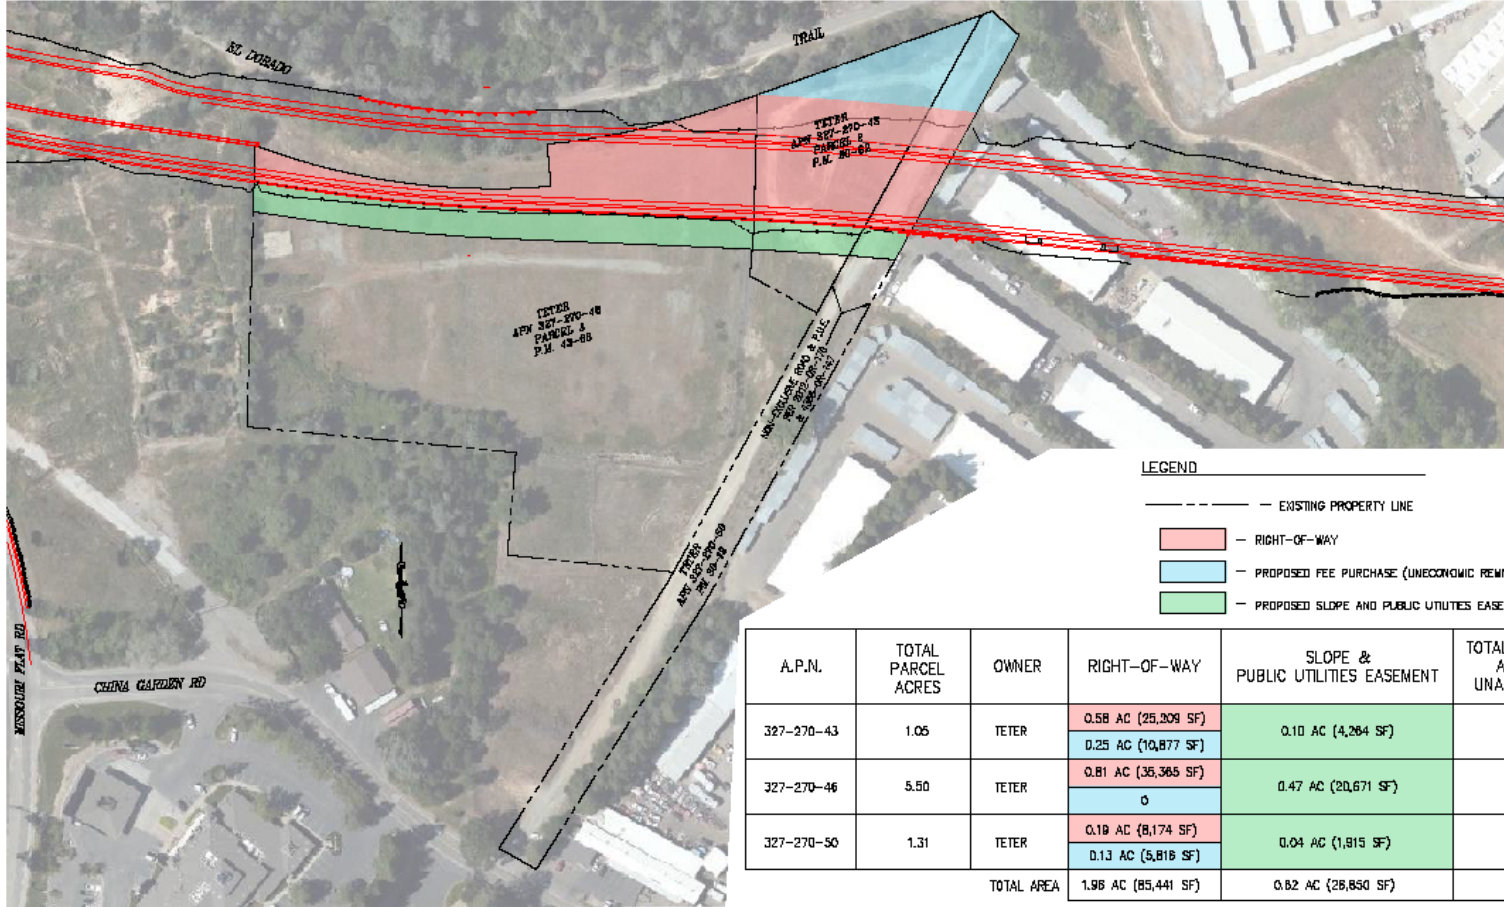 EL DORADO
TRAIL
TETER
APN 327-270-43
PARCEL
TETER
APN 327-270-46
PARCEL
NON-EXCLUSIVE ROAD & P.U.E.
TETER
APN 327-270-50
MISSOURI FLAT RD
CHINA GARDEN RD
LEGEND
— EXISTING PROPERTY LINE
— RIGHT-OF-WAY
— PROPOSED FEE PURCHASE (UNECONOMIC
— PROPOSED SLOPE AND PUBLIC UTILITIES EASE
A.P.N.
TOTAL
PARCEL
ACRES
OWNER
RIGHT-OF-WAY
SLOPE &
PUBLIC UTILITIES EASEMENT
TOTAL
A
UNA
327-270-43
1.05
TETER
0.58 AC (25,209 SF)
0.25 AC (10,877 SF)
0.10 AC (4,264 SF)
327-270-46
5.50
TETER
0.81 AC (35,365 SF)
0
0.47 AC (20,671 SF)
327-270-50
1.31
TETER
0.19 AC (8,174 SF)
0.13 AC (5,816 SF)
0.04 AC (1,915 SF)
TOTAL AREA
1.96 AC (85,441 SF)
0.62 AC (26,850 SF)